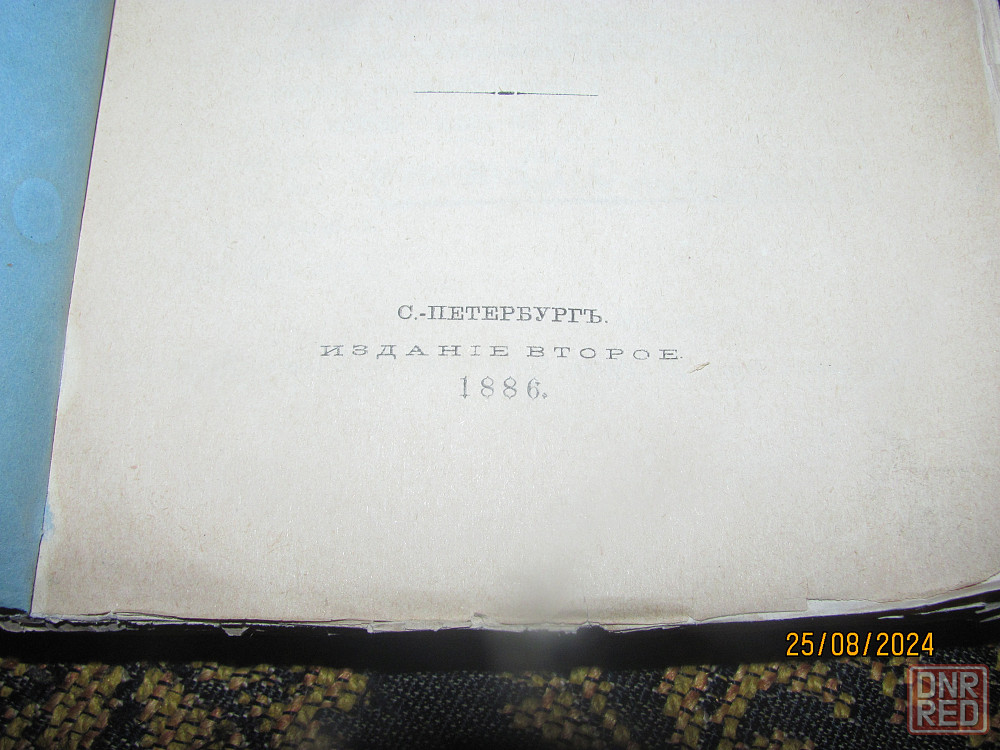 С.-ПЕТЕРБУРГЪ.
ИЗДАНІЕ ВТОРОЕ.
1886.
25/08/2024
DNR
RED